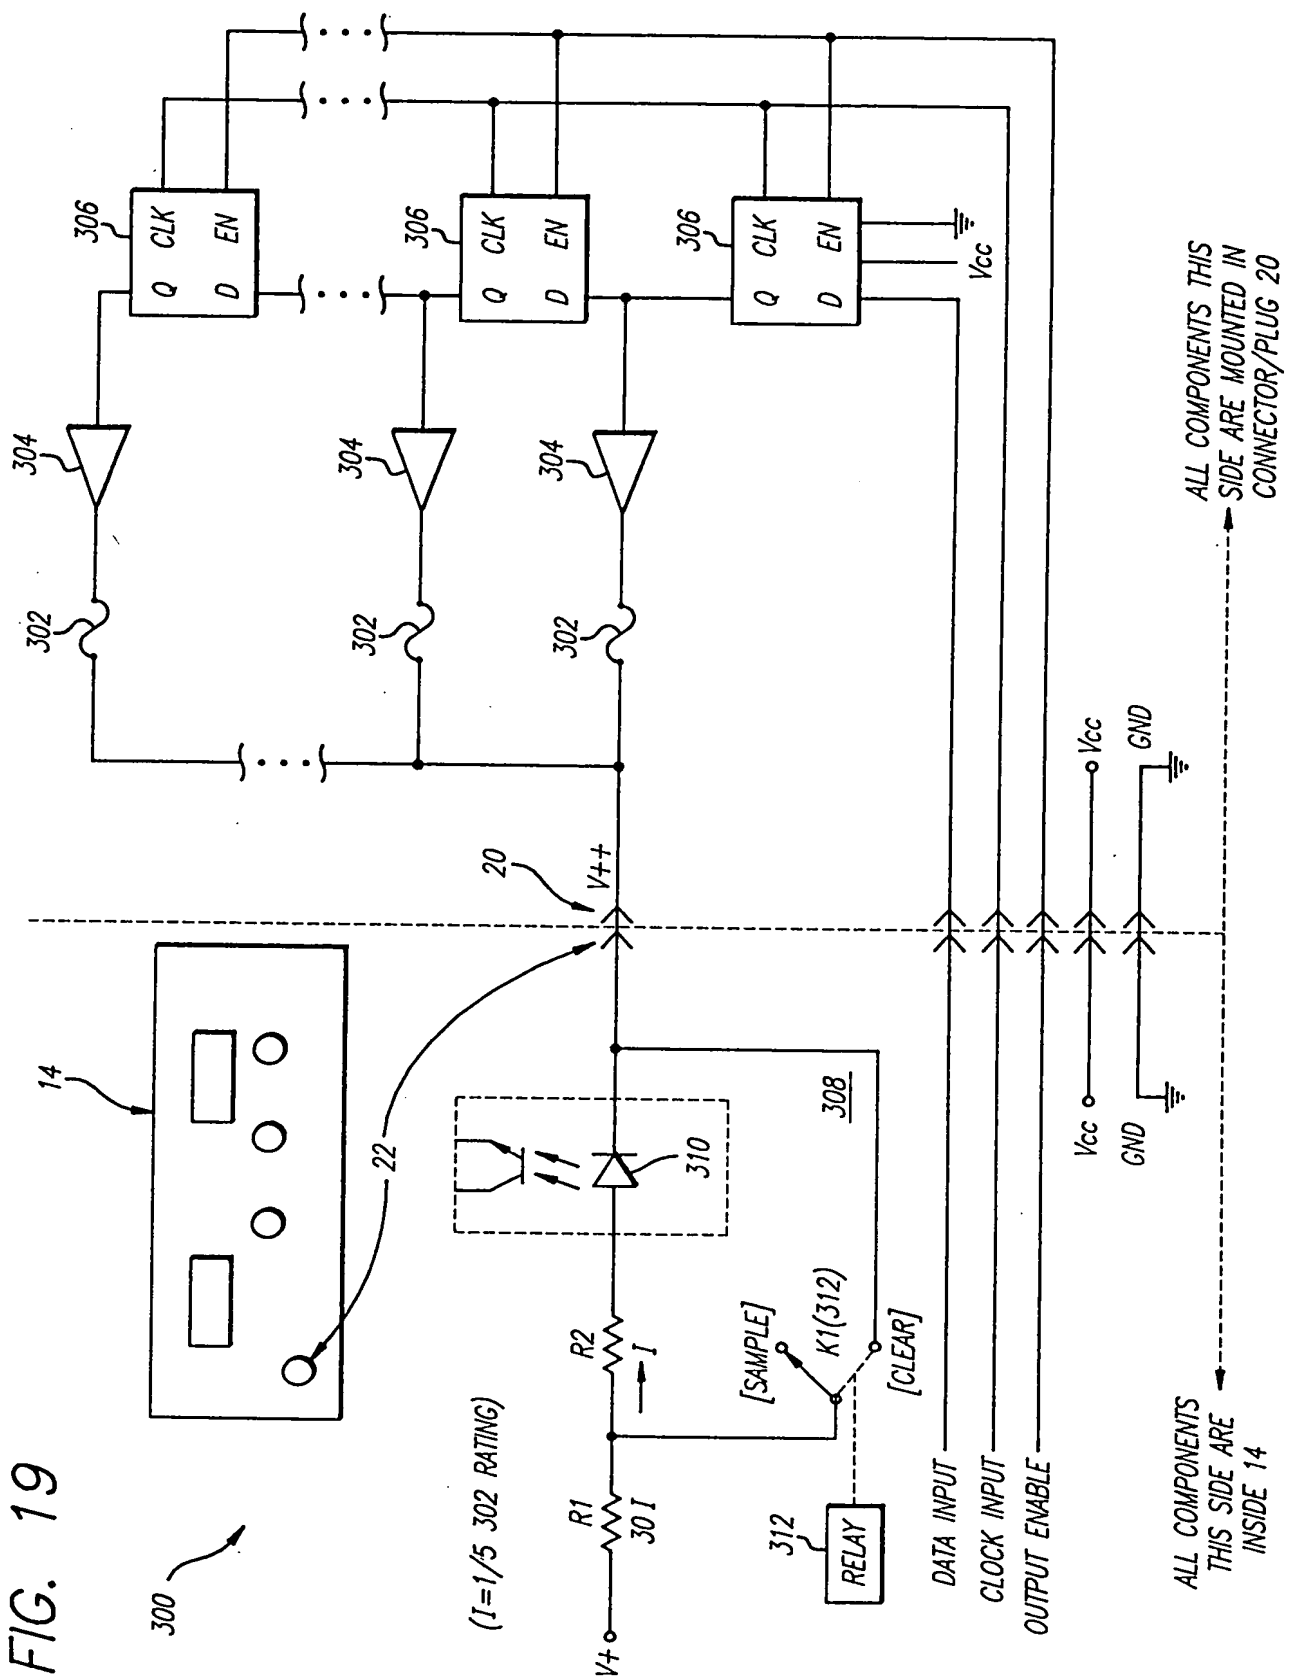 FIG. 19
300
14
22
20
V++
(I=1/5 302 RATING)
V+
R1
30 I
R2
I
310
308
[SAMPLE]
K1(312)
[CLEAR]
312
RELAY
DATA INPUT
CLOCK INPUT
OUTPUT ENABLE
Vcc
GND
Vcc
GND
302
302
302
304
304
304
306
Q CLK
D EN
306
Q CLK
D EN
306
Q CLK
D EN
Vcc
ALL COMPONENTS
THIS SIDE ARE
INSIDE 14
ALL COMPONENTS THIS
SIDE ARE MOUNTED IN
CONNECTOR/PLUG 20